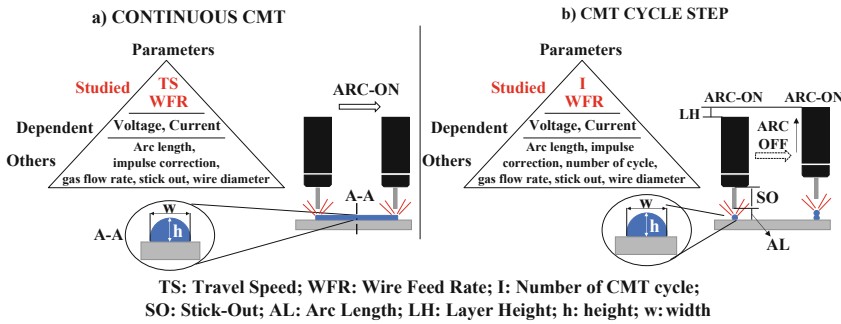 a) CONTINUOUS CMT
Parameters
Studied
TS
WFR
ARC-ON
Dependent
Voltage, Current
Others
Arc length,
impulse correction,
gas flow rate, stick out, wire diameter
A-A
w
h
A-A
b) CMT CYCLE STEP
Parameters
Studied
I
WFR
ARC-ON
ARC-ON
LH
Dependent
Voltage, Current
ARC
OFF
Others
Arc length, impulse
correction, number of cycle,
gas flow rate, stick out, wire diameter
SO
w
h
AL
TS: Travel Speed; WFR: Wire Feed Rate; I: Number of CMT cycle;
SO: Stick-Out; AL: Arc Length; LH: Layer Height; h: height; w: width